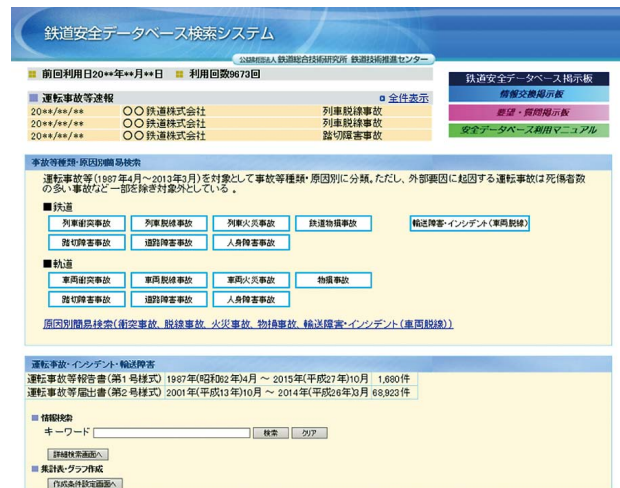 鉄道安全データベース検索システム
公益財団法人 鉄道総合技術研究所 鉄道技術推進センター
前回利用日20**年**月**日 利用回数9673回
鉄道安全データベース掲示板
情報交換掲示板
要望・質問掲示板
安全データベース利用マニュアル
運転事故等速報 全件表示
20**/**/** 〇〇鉄道株式会社 列車脱線事故
20**/**/** 〇〇鉄道株式会社 列車脱線事故
20**/**/** 〇〇鉄道株式会社 踏切障害事故
事故等種類・原因別簡易検索
運転事故等(1987年4月～2013年3月)を対象として事故等種類・原因別に分類。ただし、外部要因に起因する運転事故は死傷者数
の多い事故など一部を除き対象外としている。
■鉄道
列車衝突事故 列車脱線事故 列車火災事故 鉄道物損事故 輸送障害・インシデント(車両脱線)
踏切障害事故 道路障害事故 人身障害事故
■軌道
車両衝突事故 車両脱線事故 車両火災事故 物損事故
踏切障害事故 道路障害事故 人身障害事故
原因別簡易検索(衝突事故、脱線事故、火災事故、物損事故、輸送障害・インシデント(車両脱線))
運転事故・インシデント・輸送障害
運転事故等報告書(第1号様式) 1987年(昭和62年)4月 ～ 2015年(平成27年)10月 1,680件
運転事故等届出書(第2号様式) 2001年(平成13年)10月 ～ 2014年(平成26年)3月 68,923件
情報検索
キーワード 検索 クリア
詳細検索画面へ
集計表・グラフ作成
作成条件設定画面へ